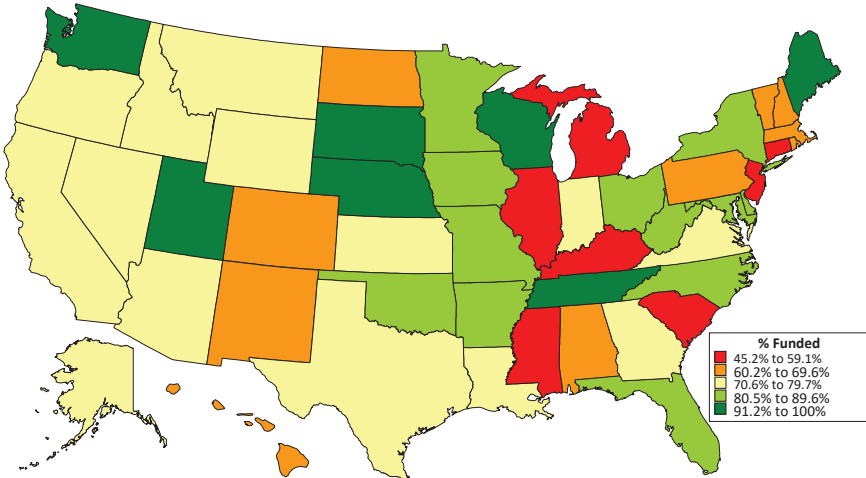 % Funded
45.2% to 59.1%
60.2% to 69.6%
70.6% to 79.7%
80.5% to 89.6%
91.2% to 100%